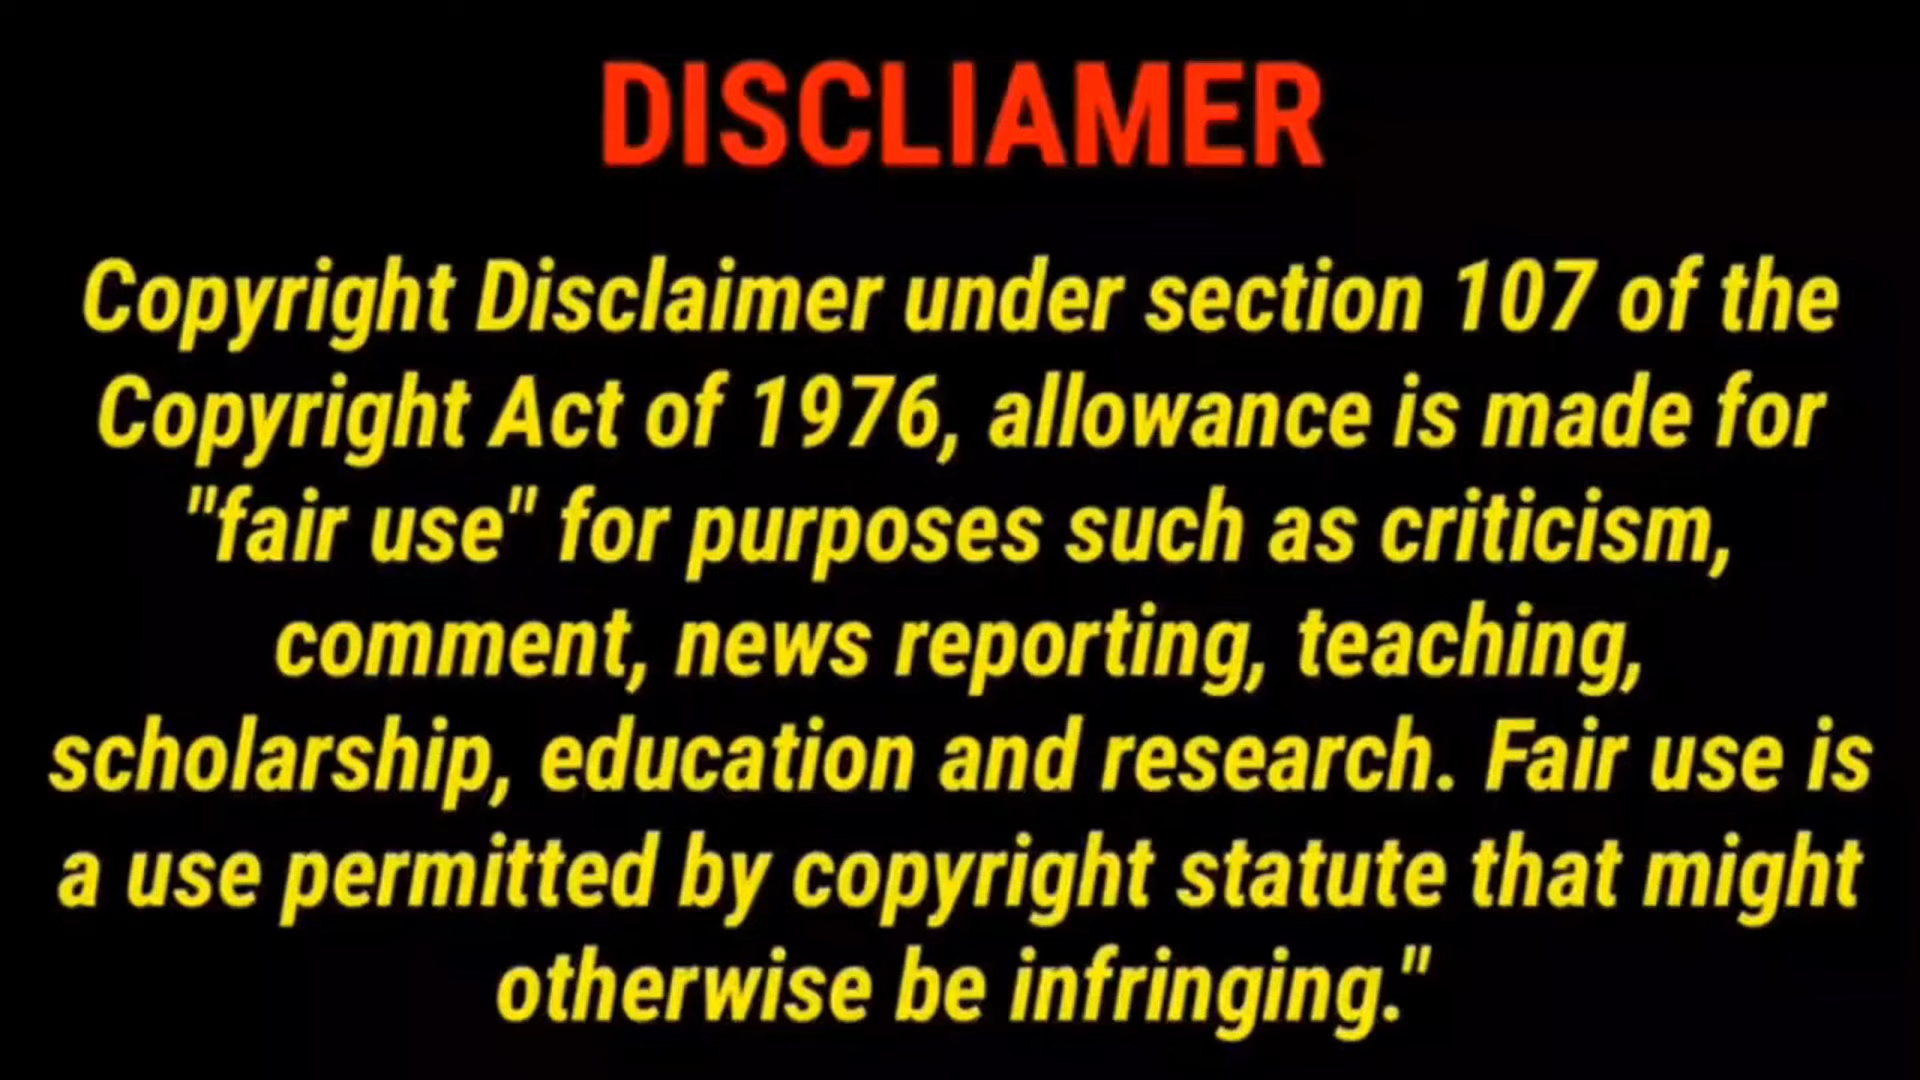 DISCLIAMER
Copyright Disclaimer under section 107 of the
Copyright Act of 1976, allowance is made for
"fair use" for purposes such as criticism,
comment, news reporting, teaching,
scholarship, education and research. Fair use is
a use permitted by copyright statute that might
otherwise be infringing."